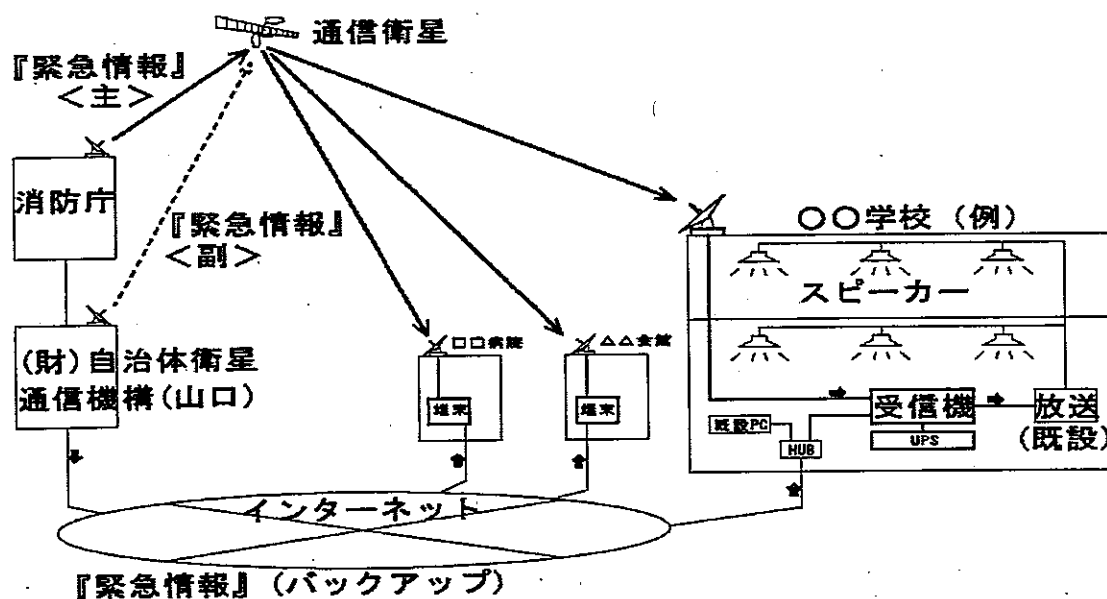 通信衛星
『緊急情報』
＜主＞
消防庁
『緊急情報』
＜副＞
(財)自治体衛星
通信機構(山口)
□□病院
端末
△△会館
端末
○○学校（例）
スピーカー
受信機
放送
(既設)
既設PC
HUB
UPS
インターネット
『緊急情報』(バックアップ)